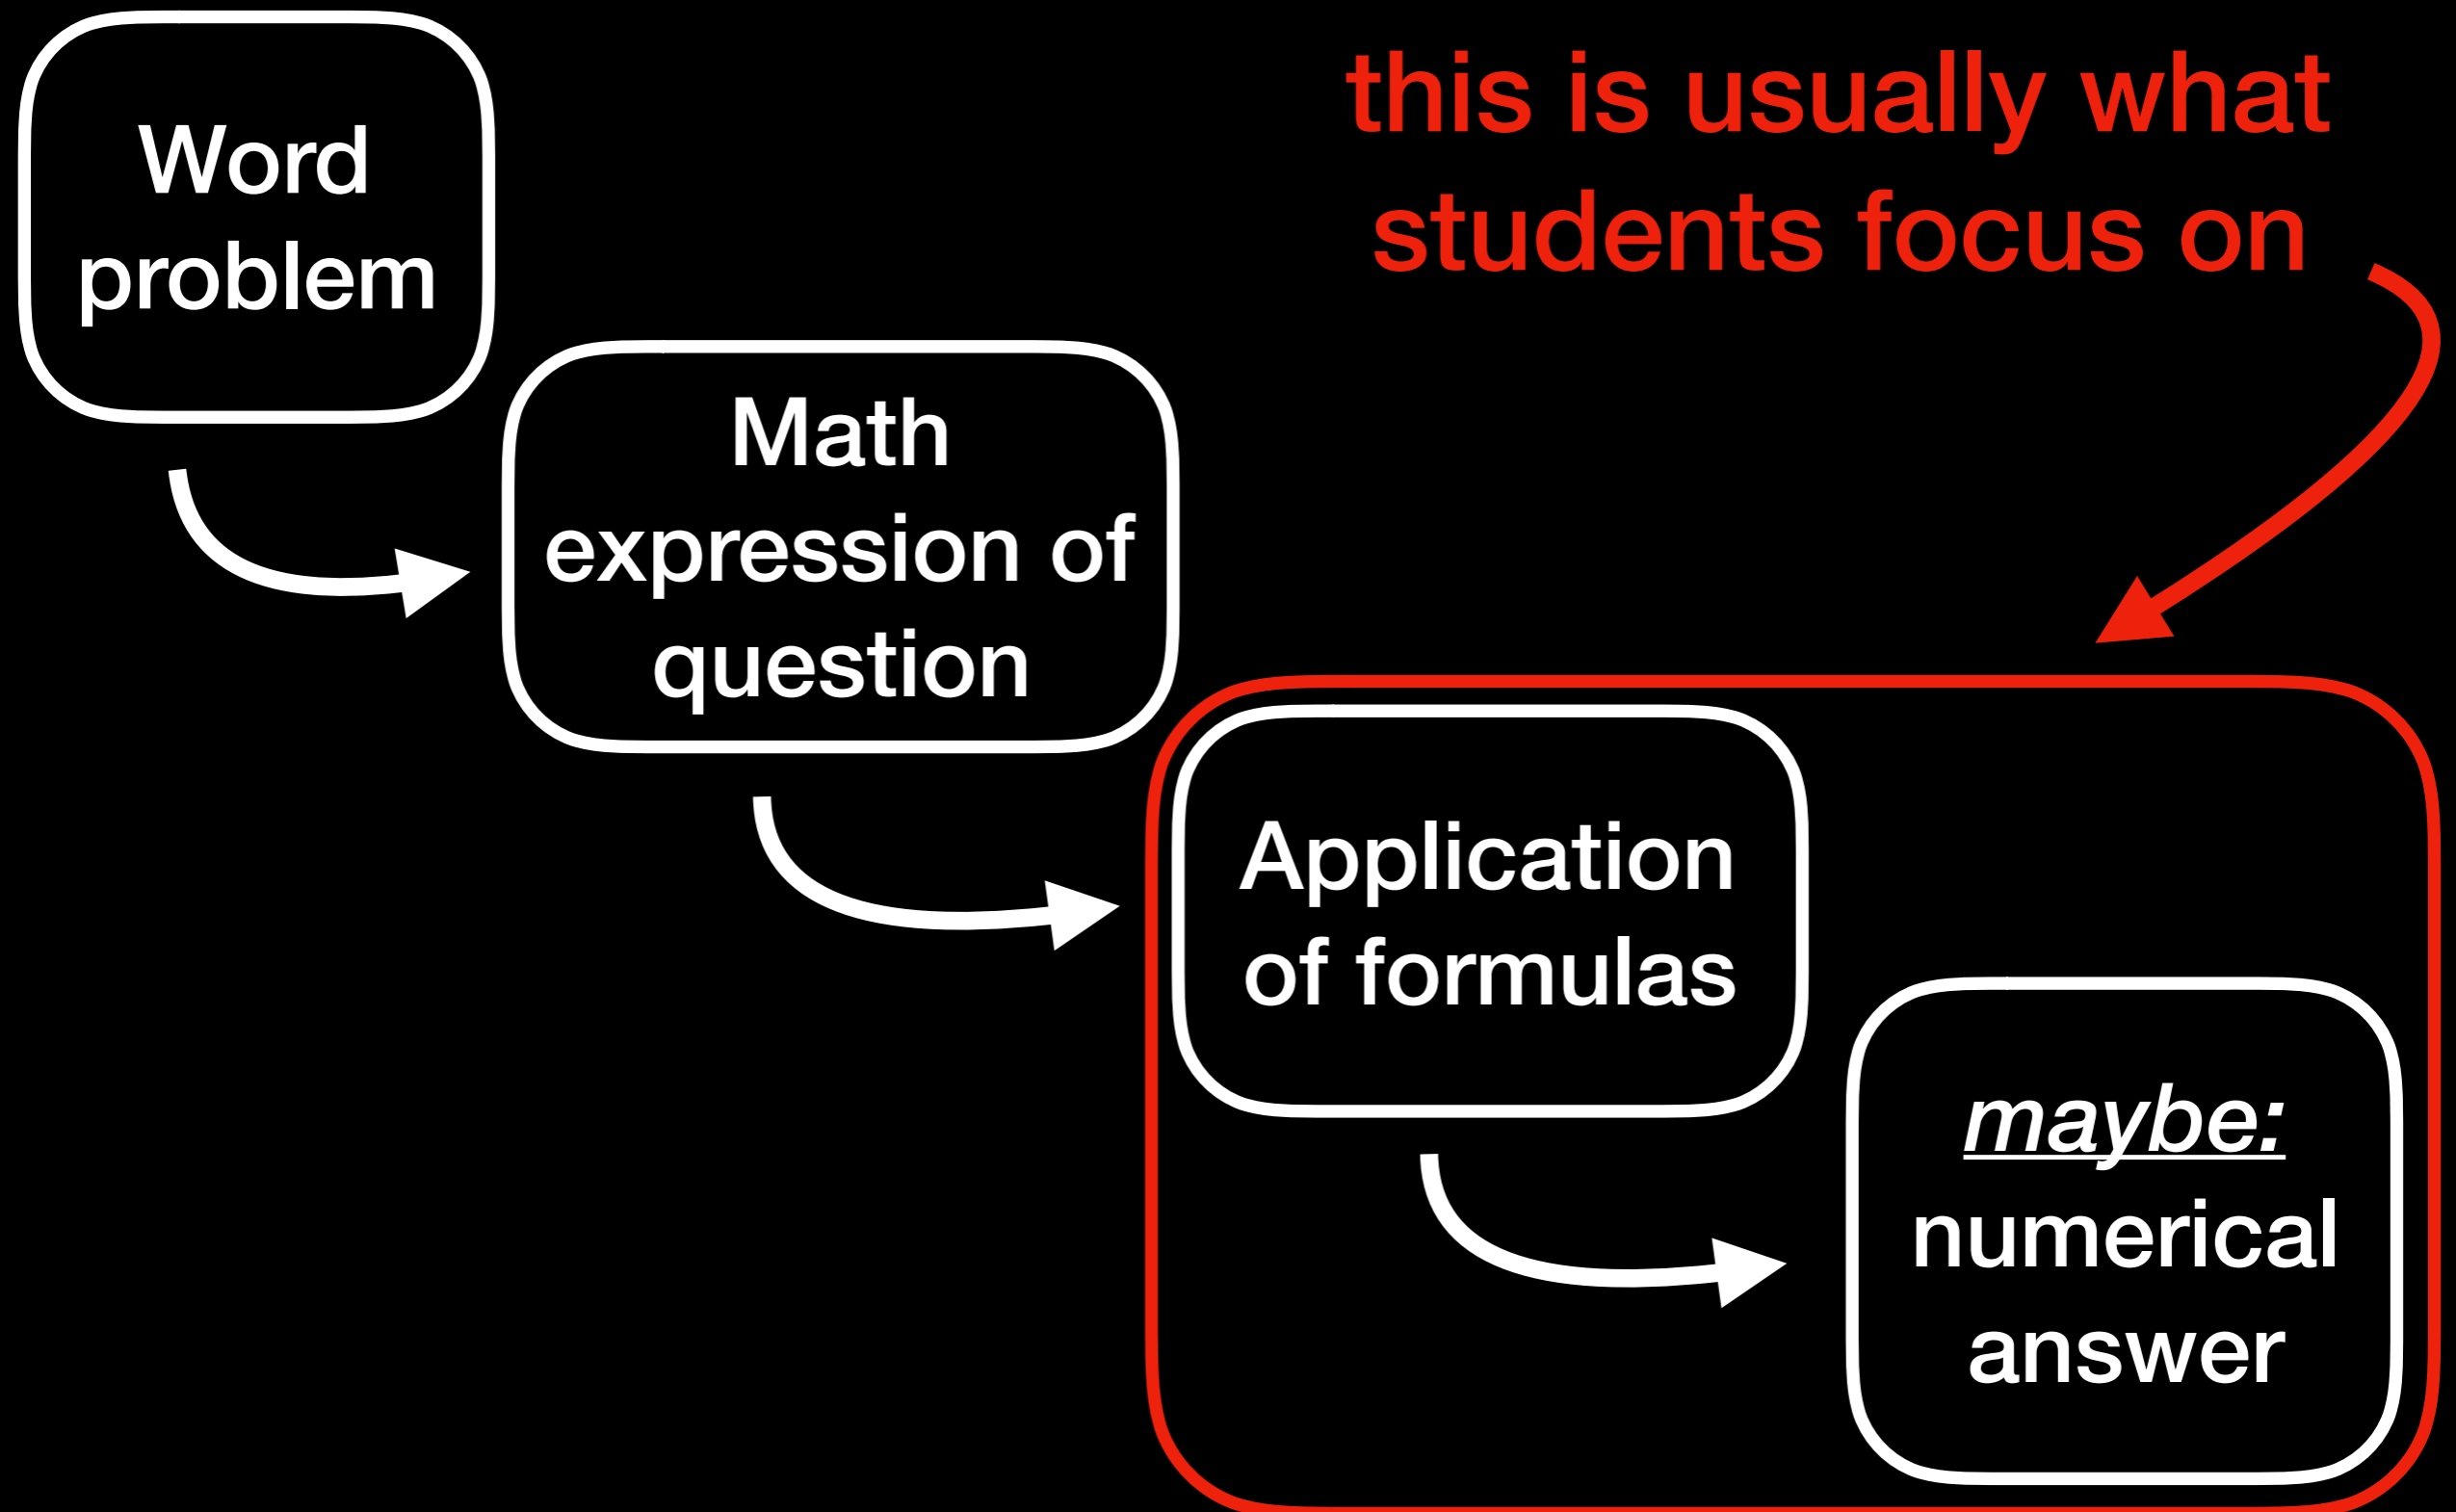 Word
problem
this is usually what
students focus on
Math
expression of
question
Application
of formulas
maybe:
numerical
answer